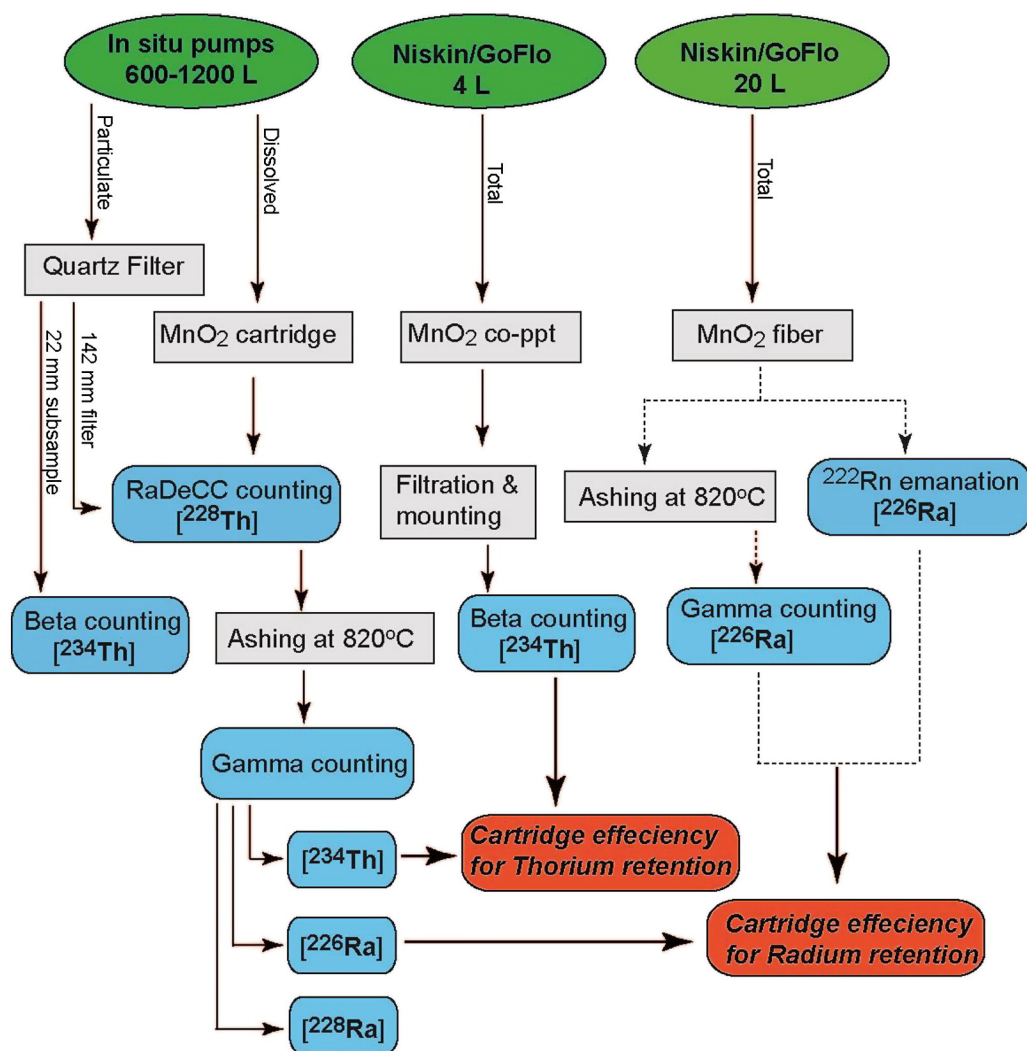 In situ pumps
600-1200 L
Niskin/GoFlo
4 L
Niskin/GoFlo
20 L
Particulate
Dissolved
Total
Total
Quartz Filter
MnO₂ cartridge
MnO₂ co-ppt
MnO₂ fiber
22 mm subsample
142 mm filter
RaDeCC counting
[²²⁸Th]
Filtration &
mounting
Ashing at 820°C
²²²Rn emanation
[²²⁶Ra]
Beta counting
[²³⁴Th]
Ashing at 820°C
Beta counting
[²³⁴Th]
Gamma counting
[²²⁶Ra]
Gamma counting
[²³⁴Th]
Cartridge effeciency
for Thorium retention
[²²⁶Ra]
Cartridge effeciency
for Radium retention
[²²⁸Ra]